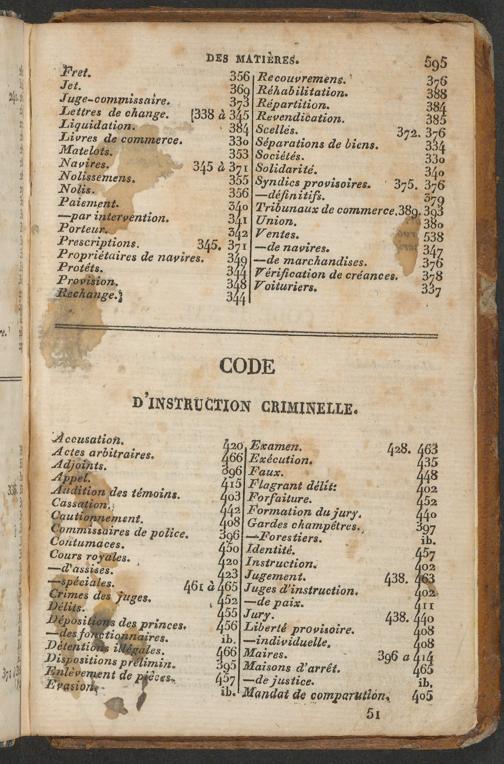 DES MATIÈRES. 595
Fret. 356
Jet. 369
Juge-commissaire. 373
Lettres de change. [338 à 345
Liquidation. 384
Livres de commerce. 330
Matelots. 353
Navires. 345 à 371
Nolissemens. 355
Nolis. 356
Paiement. 340
—par intervention. 341
Porteur. 342
Prescriptions. 345. 371
Propriétaires de navires. 349
Protêts. 344
Provision. 348
Rechange. 344
Recouvremens. 376
Réhabilitation. 388
Répartition. 384
Revendication. 385
Scellés. 372. 376
Séparations de biens. 334
Sociétés. 330
Solidarité. 340
Syndics provisoires. 375. 376
—définitifs. 379
Tribunaux de commerce. 389. 393
Union. 380
Ventes. 538
—de navires. 347
—de marchandises. 376
Vérification de créances. 378
Voituriers. 337
CODE
D'INSTRUCTION CRIMINELLE.
Accusation. 420
Actes arbitraires. 466
Adjoints. 396
Appel. 415
Audition des témoins. 403
Cassation. 442
Cautionnement. 408
Commissaires de police. 396
Contumaces. 450
Cours royales. 420
—d'assises. 423
—spéciales. 461 à 465
Crimes des juges. 452
Délits. 455
Dépositions des princes. 456
—des fonctionnaires. ib.
Détentions illégales. 466
Dispositions prélimin. 395
Enlèvement de pièces. 457
Evasion. ib.
Examen. 428. 463
Exécution. 435
Faux. 448
Flagrant délit: 402
Forfaiture. 452
Formation du jury. 440
Gardes champêtres. 397
—Forestiers. ib.
Identité. 457
Instruction. 402
Jugement. 438. 463
Juges d'instruction. 402
—de paix. 411
Jury. 438. 440
Liberté provisoire. 408
—individuelle. 408
Maires. 396 a 414
Maisons d'arrêt. 465
—de justice. ib.
Mandat de comparution. 405
51